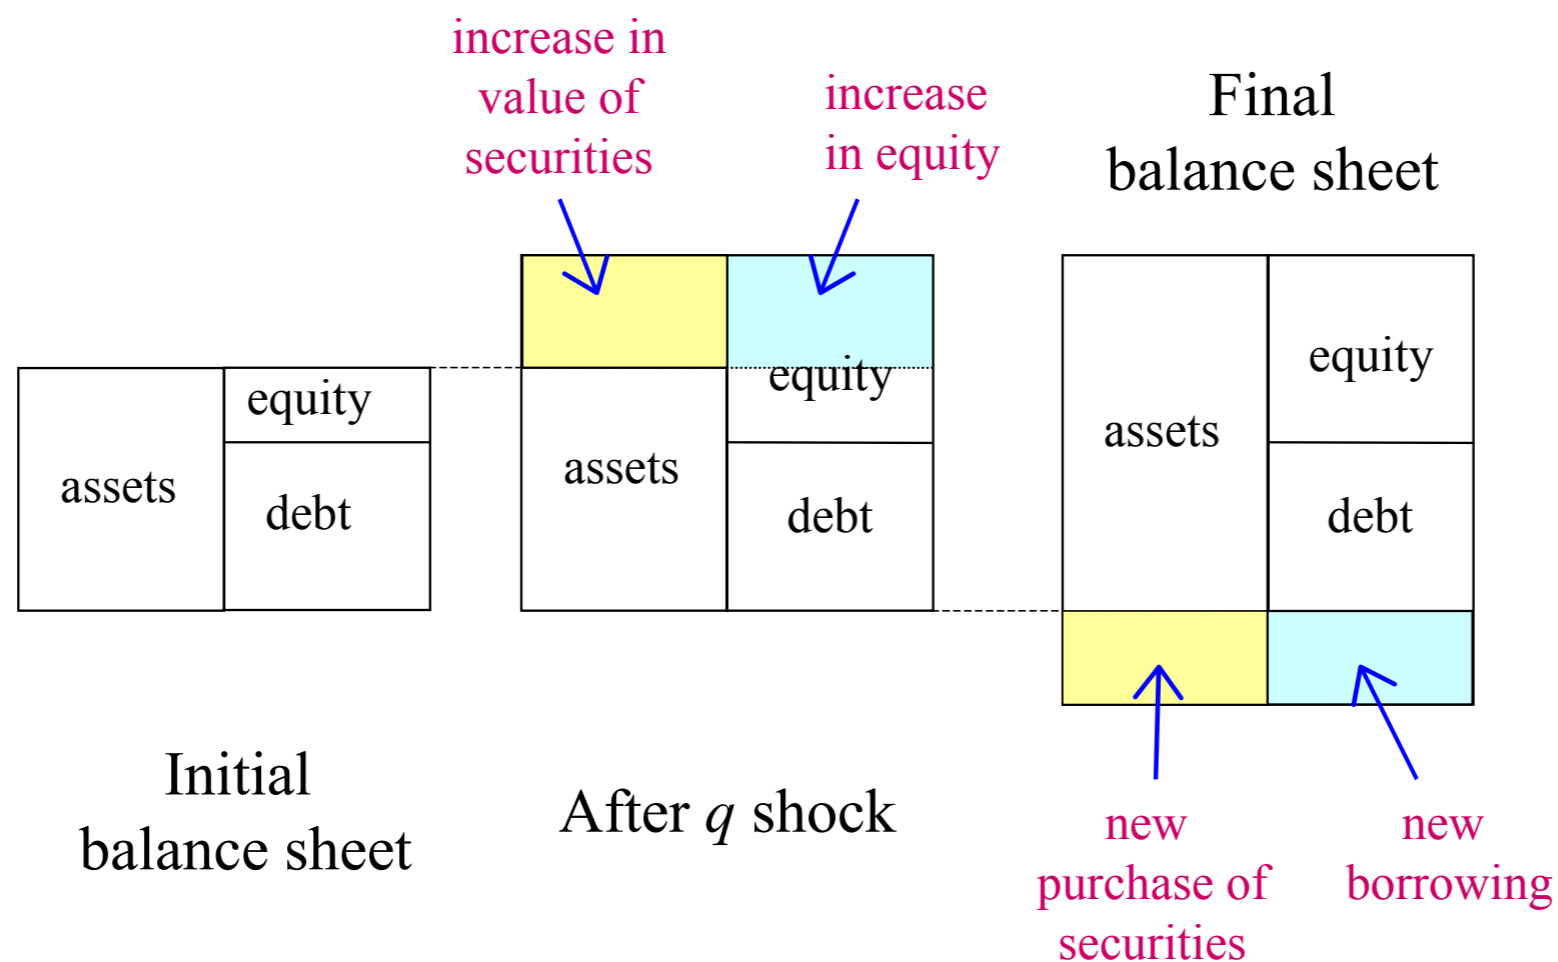 increase in
value of
securities
increase
in equity
Final
balance sheet
equity
assets
debt
equity
assets
debt
equity
assets
debt
Initial
balance sheet
After q shock
new
purchase of
securities
new
borrowing